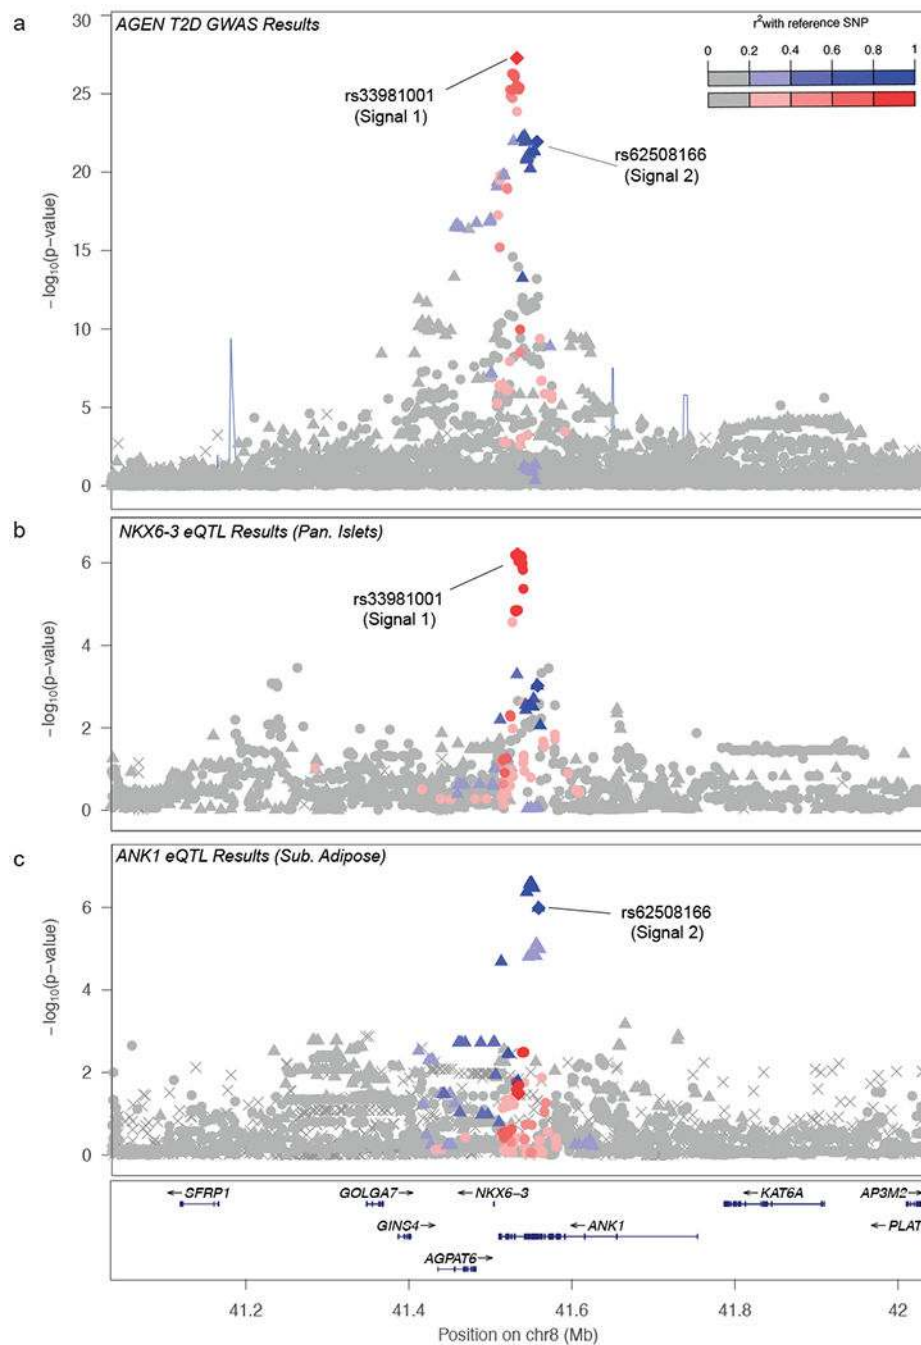 a
AGEN T2D GWAS Results
r2 with reference SNP
0 0.2 0.4 0.6 0.8 1
30
25
20
15
10
5
0
−log10(p−value)
rs33981001
(Signal 1)
rs62508166
(Signal 2)
b
NKX6-3 eQTL Results (Pan. Islets)
6
4
2
0
−log10(p−value)
rs33981001
(Signal 1)
c
ANK1 eQTL Results (Sub. Adipose)
6
4
2
0
−log10(p−value)
rs62508166
(Signal 2)
←SFRP1 GOLGA7→ ←NKX6−3 ←KAT6A AP3M2→
GINS4→ ←ANK1 ←PLAT
AGPAT6→
41.2 41.4 41.6 41.8 42
Position on chr8 (Mb)